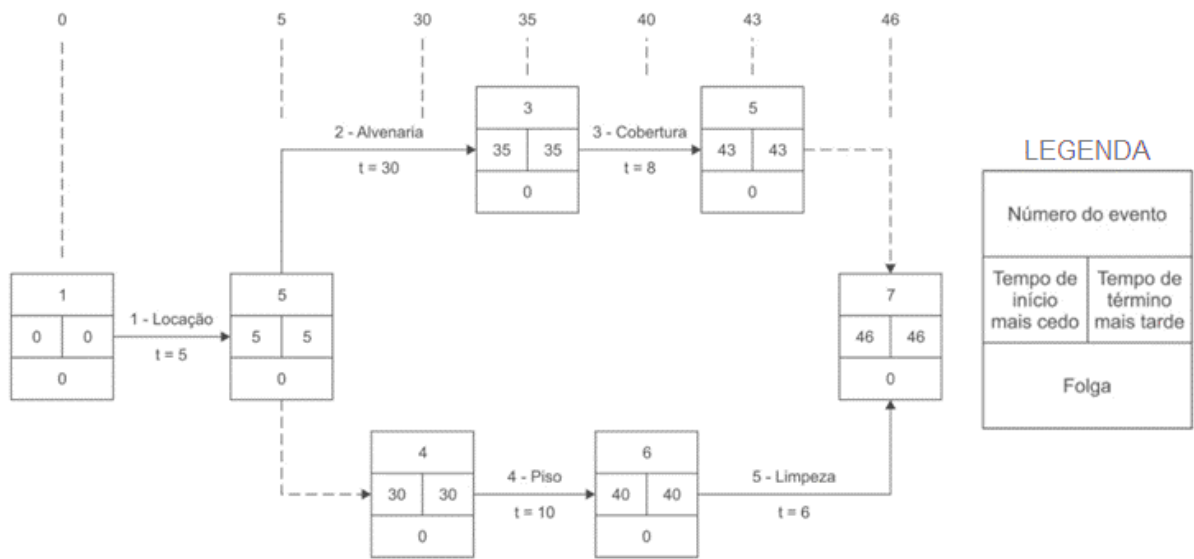 0 5 30 35 40 43 46
3
2 - Alvenaria
35 35
t = 30
0
3 - Cobertura
t = 8
5
43 43
0
1
0 0
0
1 - Locação
t = 5
5
5 5
0
7
46 46
0
4
30 30
0
4 - Piso
t = 10
6
40 40
0
5 - Limpeza
t = 6
LEGENDA
Número do evento
Tempo de
início
mais cedo
Tempo de
término
mais tarde
Folga